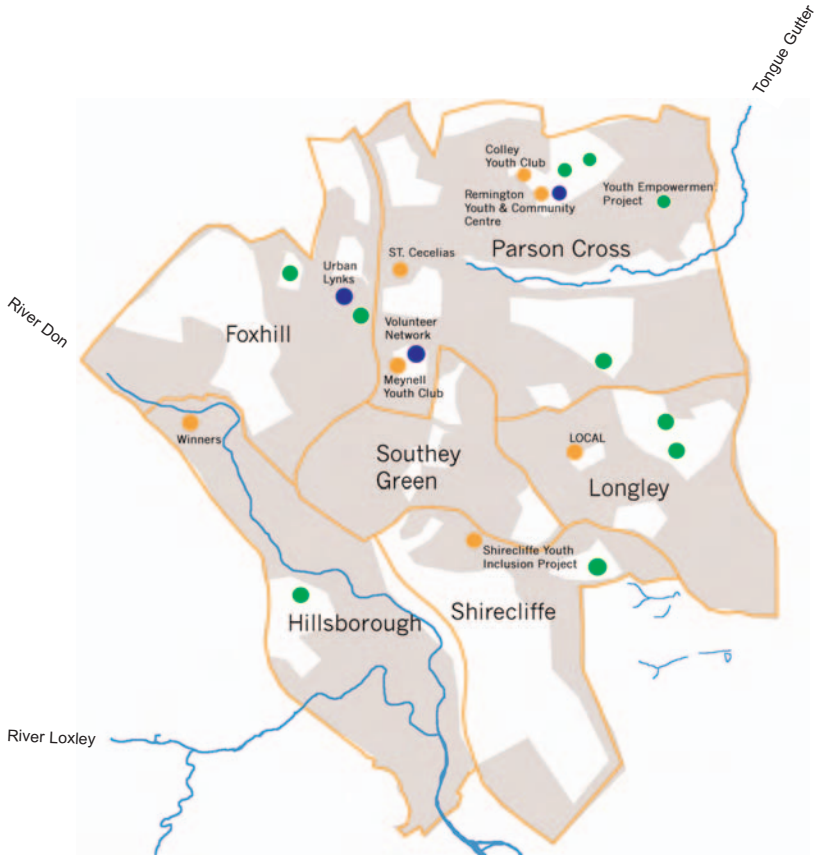 Tongue Gutter
Colley
Youth Club
Remington
Youth & Community
Centre
Youth Empowermen
Project
Parson Cross
ST. Cecelias
Urban
Lynks
River Don
Foxhill
Volunteer
Network
Meynell
Youth Club
Winners
Southey
Green
LOCAL
Longley
Shirecliffe Youth
Inclusion Project
Shirecliffe
Hillsborough
River Loxley